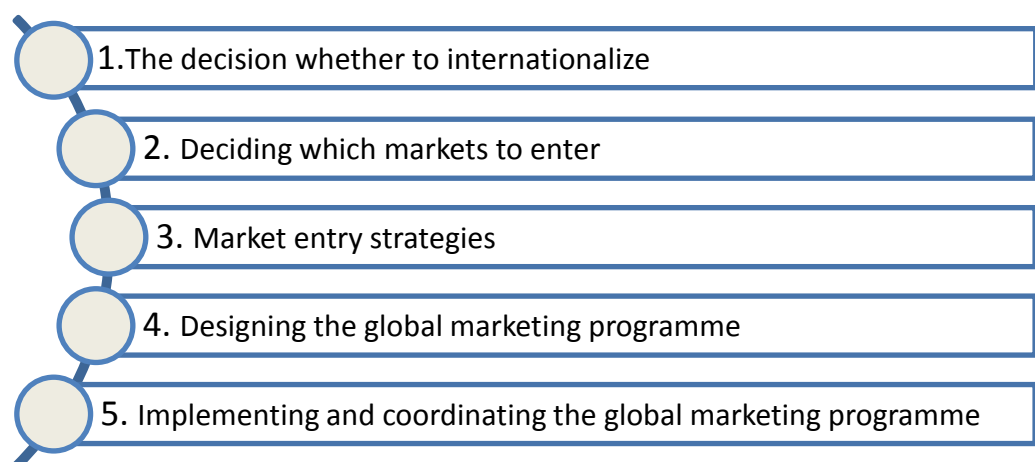 1.The decision whether to internationalize
2. Deciding which markets to enter
3. Market entry strategies
4. Designing the global marketing programme
5. Implementing and coordinating the global marketing programme